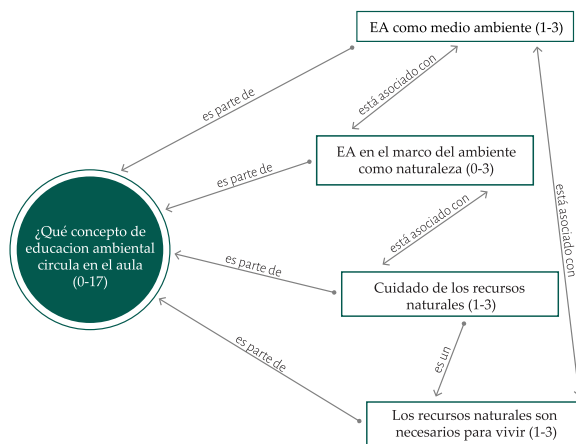 EA como medio ambiente (1-3)
es parte de
está asociado con
EA en el marco del ambiente
como naturaleza (0-3)
es parte de
¿Qué concepto de
educacion ambiental
circula en el aula
(0-17)
está asociado con
está asociado con
es parte de
Cuidado de los recursos
naturales (1-3)
es parte de
es un
Los recursos naturales son
necesarios para vivir (1-3)